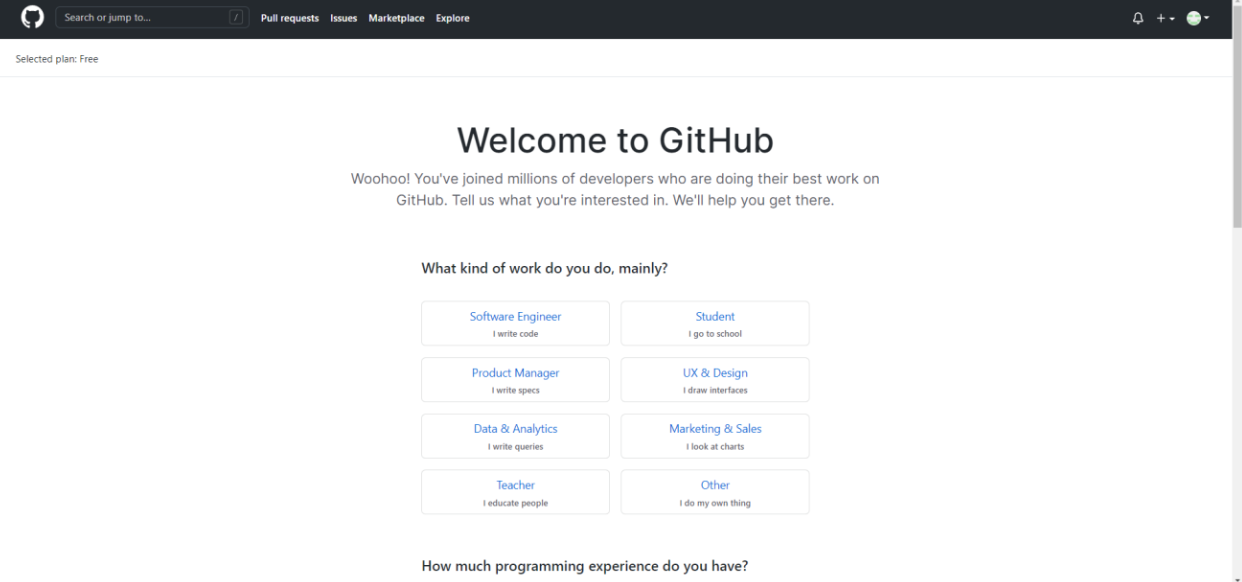 Search or jump to... /
Pull requests Issues Marketplace Explore
Selected plan: Free
Welcome to GitHub
Woohoo! You've joined millions of developers who are doing their best work on
GitHub. Tell us what you're interested in. We'll help you get there.
What kind of work do you do, mainly?
Software Engineer
I write code
Student
I go to school
Product Manager
I write specs
UX & Design
I draw interfaces
Data & Analytics
I write queries
Marketing & Sales
I look at charts
Teacher
I educate people
Other
I do my own thing
How much programming experience do you have?